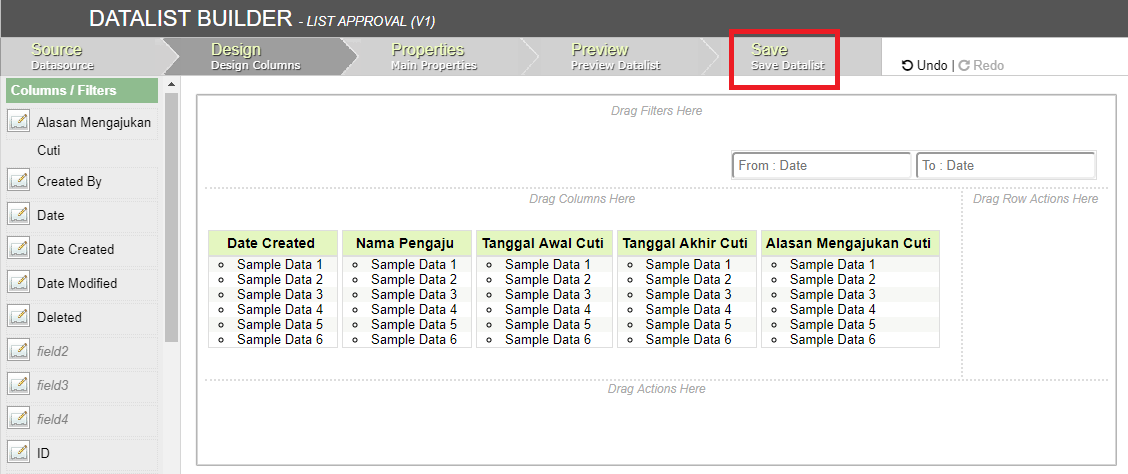 DATALIST BUILDER - LIST APPROVAL (V1)
Source
Datasource
Design
Design Columns
Properties
Main Properties
Preview
Preview Datalist
Save
Save Datalist
Undo | Redo
Columns / Filters
Alasan Mengajukan
Cuti
Created By
Date
Date Created
Date Modified
Deleted
field2
field3
field4
ID
Drag Filters Here
From : Date To : Date
Drag Columns Here
Drag Row Actions Here
Date Created Nama Pengaju Tanggal Awal Cuti Tanggal Akhir Cuti Alasan Mengajukan Cuti
Sample Data 1 Sample Data 1 Sample Data 1 Sample Data 1 Sample Data 1
Sample Data 2 Sample Data 2 Sample Data 2 Sample Data 2 Sample Data 2
Sample Data 3 Sample Data 3 Sample Data 3 Sample Data 3 Sample Data 3
Sample Data 4 Sample Data 4 Sample Data 4 Sample Data 4 Sample Data 4
Sample Data 5 Sample Data 5 Sample Data 5 Sample Data 5 Sample Data 5
Sample Data 6 Sample Data 6 Sample Data 6 Sample Data 6 Sample Data 6
Drag Actions Here